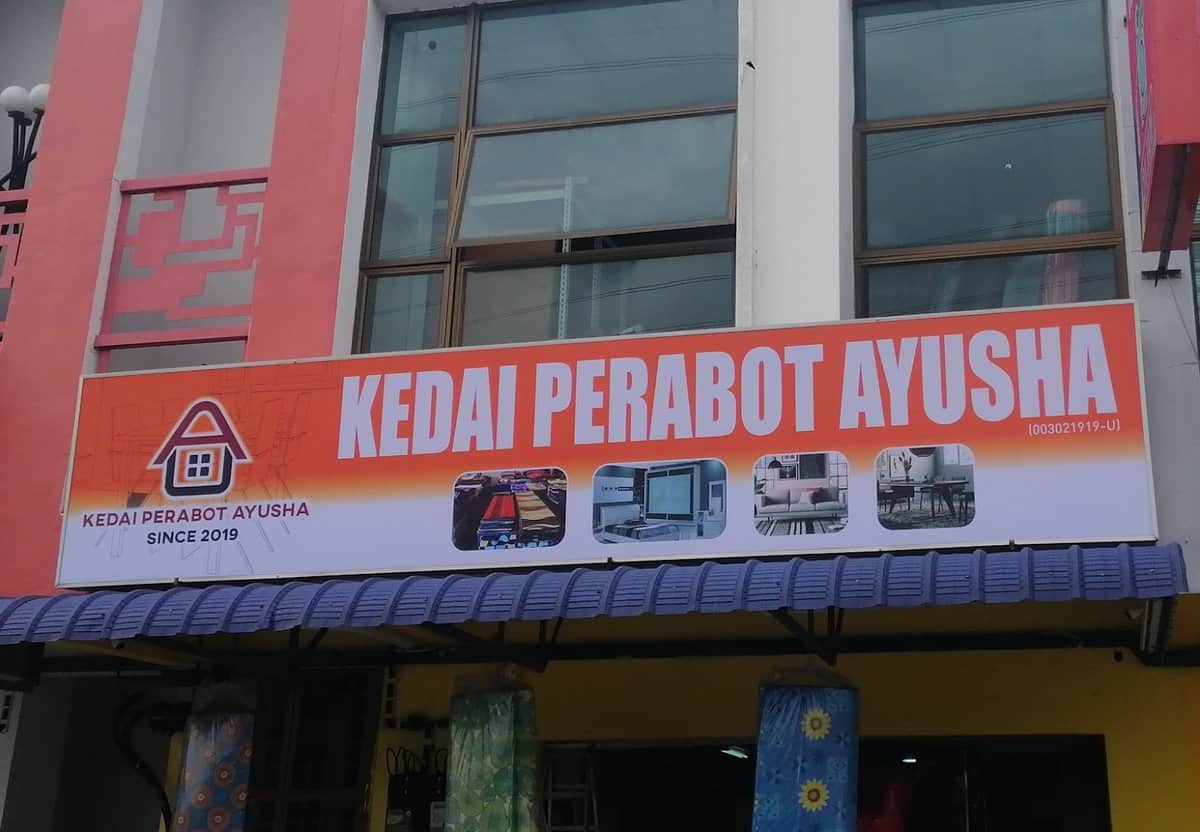 KEDAI PERABOT AYUSHA
(003021919-U)
KEDAI PERABOT AYUSHA
SINCE 2019